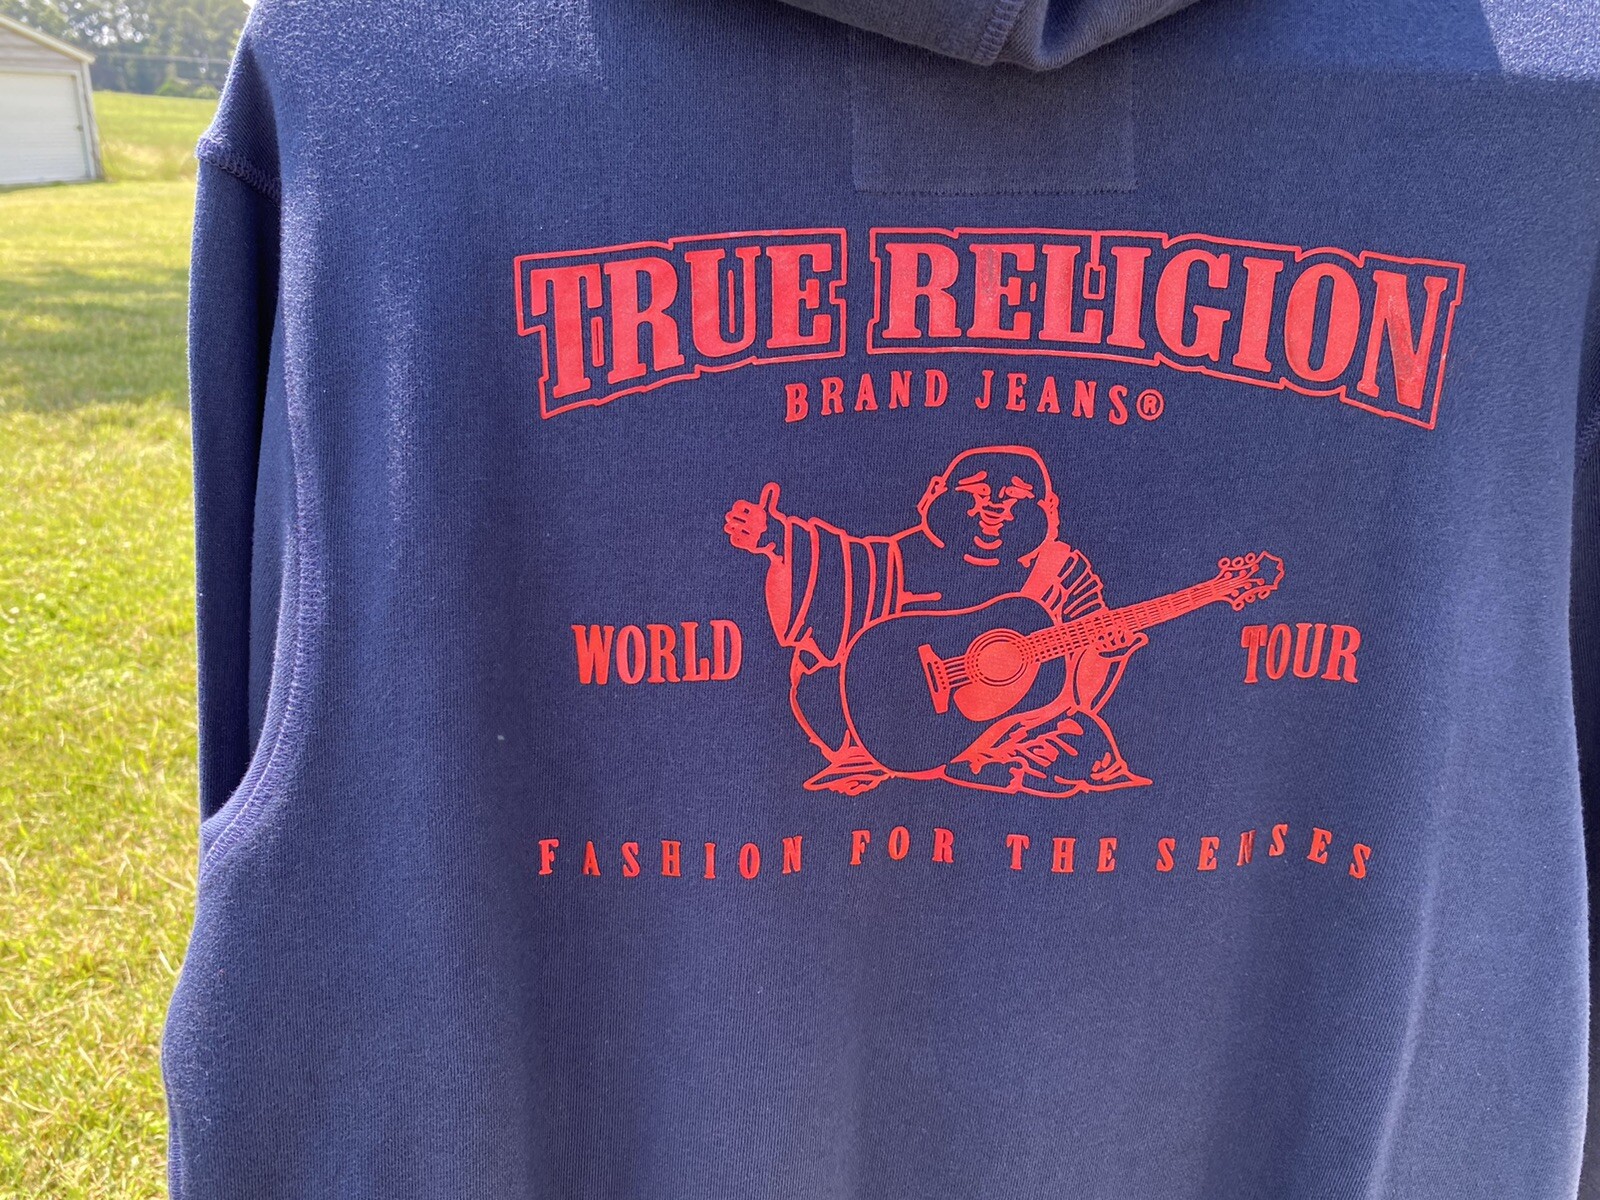 TRUE RELIGION
BRAND JEANS®
WORLD TOUR
FASHION FOR THE SENSES